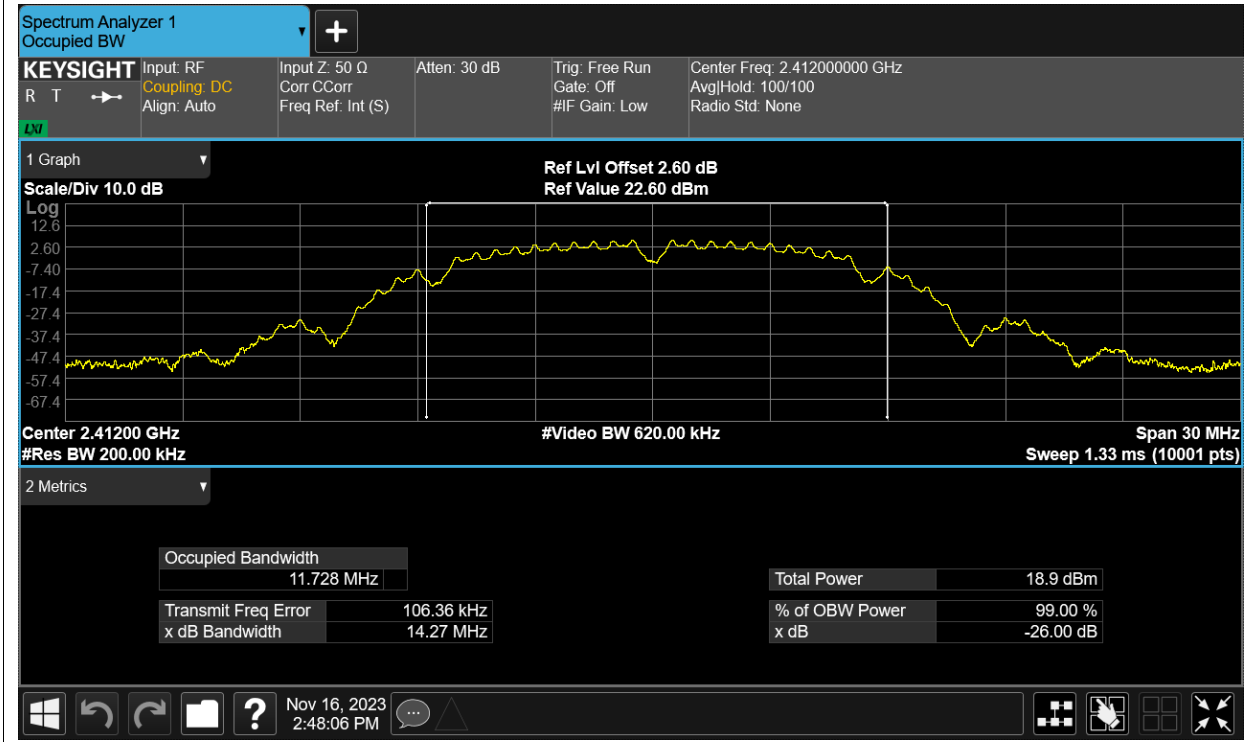 Spectrum Analyzer 1
Occupied BW
KEYSIGHT
R T
LXI
Input: RF
Coupling: DC
Align: Auto
Input Z: 50 Ω
Corr CCorr
Freq Ref: Int (S)
Atten: 30 dB
Trig: Free Run
Gate: Off
#IF Gain: Low
Center Freq: 2.412000000 GHz
Avg|Hold: 100/100
Radio Std: None
1 Graph
Scale/Div 10.0 dB
Ref Lvl Offset 2.60 dB
Ref Value 22.60 dBm
Log
12.6
2.60
-7.40
-17.4
-27.4
-37.4
-47.4
-57.4
-67.4
Center 2.41200 GHz
#Res BW 200.00 kHz
#Video BW 620.00 kHz
Span 30 MHz
Sweep 1.33 ms (10001 pts)
2 Metrics
Occupied Bandwidth
11.728 MHz
Transmit Freq Error 106.36 kHz
x dB Bandwidth 14.27 MHz
Total Power 18.9 dBm
% of OBW Power 99.00 %
x dB -26.00 dB
?
Nov 16, 2023
2:48:06 PM